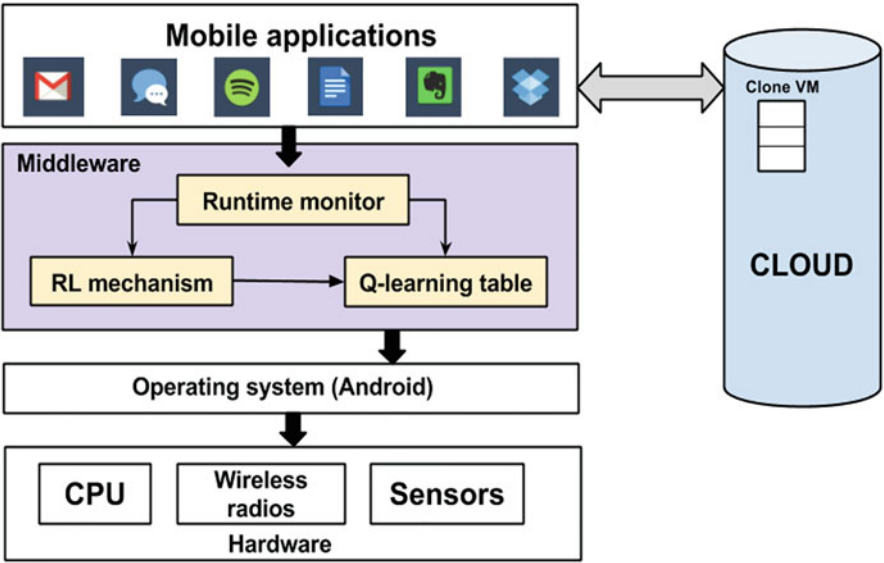 Mobile applications
Clone VM
Middleware
Runtime monitor
RL mechanism
Q-learning table
CLOUD
Operating system (Android)
CPU
Wireless
radios
Sensors
Hardware